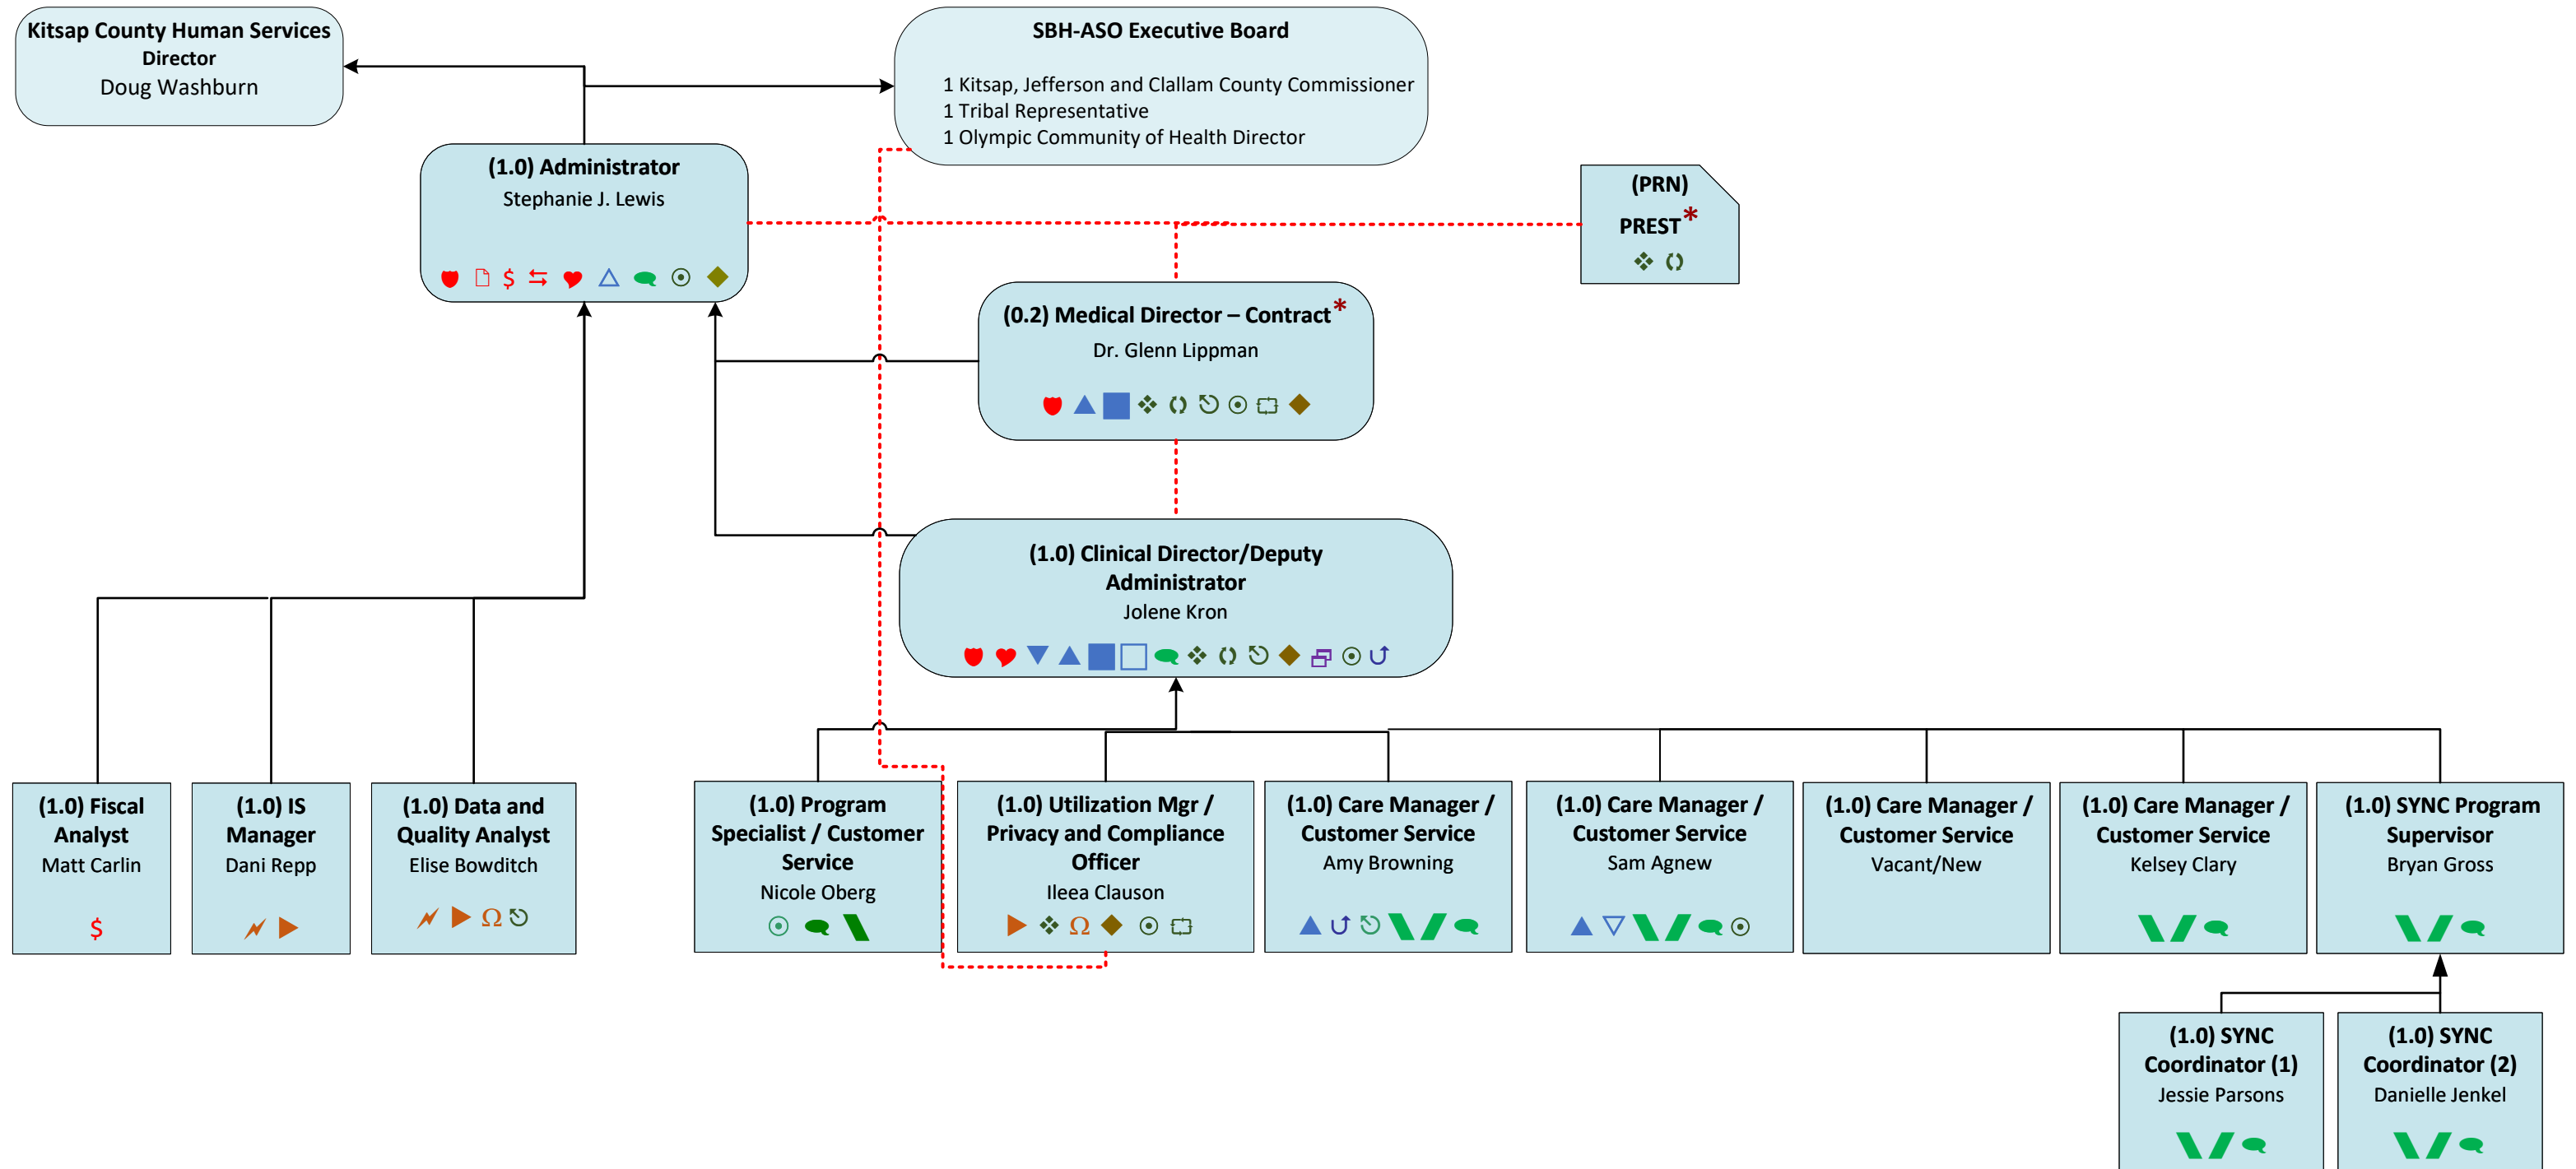 Kitsap County Human Services
Director
Doug Washburn
SBH-ASO Executive Board
1 Kitsap, Jefferson and Clallam County Commissioner
1 Tribal Representative
1 Olympic Community of Health Director
(1.0) Administrator
Stephanie J. Lewis
$
(PRN)
PREST*
(0.2) Medical Director – Contract*
Dr. Glenn Lippman
(1.0) Clinical Director/Deputy
Administrator
Jolene Kron
(1.0) Fiscal
Analyst
Matt Carlin
$
(1.0) IS
Manager
Dani Repp
(1.0) Data and
Quality Analyst
Elise Bowditch
Ω
(1.0) Program
Specialist / Customer
Service
Nicole Oberg
(1.0) Utilization Mgr /
Privacy and Compliance
Officer
Ileea Clauson
Ω
(1.0) Care Manager /
Customer Service
Amy Browning
(1.0) Care Manager /
Customer Service
Sam Agnew
(1.0) Care Manager /
Customer Service
Vacant/New
(1.0) Care Manager /
Customer Service
Kelsey Clary
(1.0) SYNC Program
Supervisor
Bryan Gross
(1.0) SYNC
Coordinator (1)
Jessie Parsons
(1.0) SYNC
Coordinator (2)
Danielle Jenkel